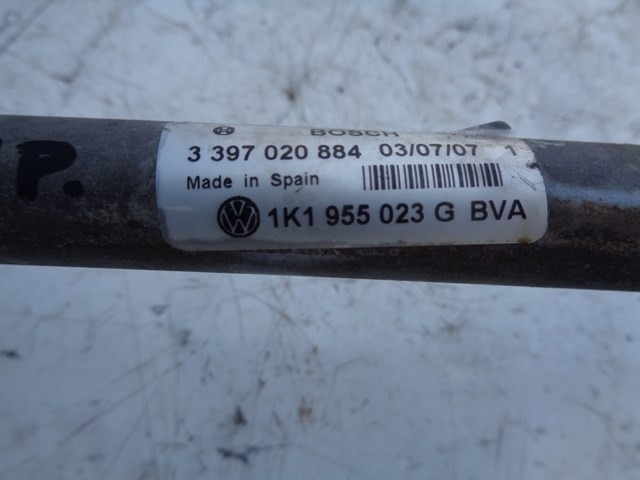 BOSCH
3 397 020 884 03/07/07 1
Made in Spain
1K1 955 023 G BVA
P.